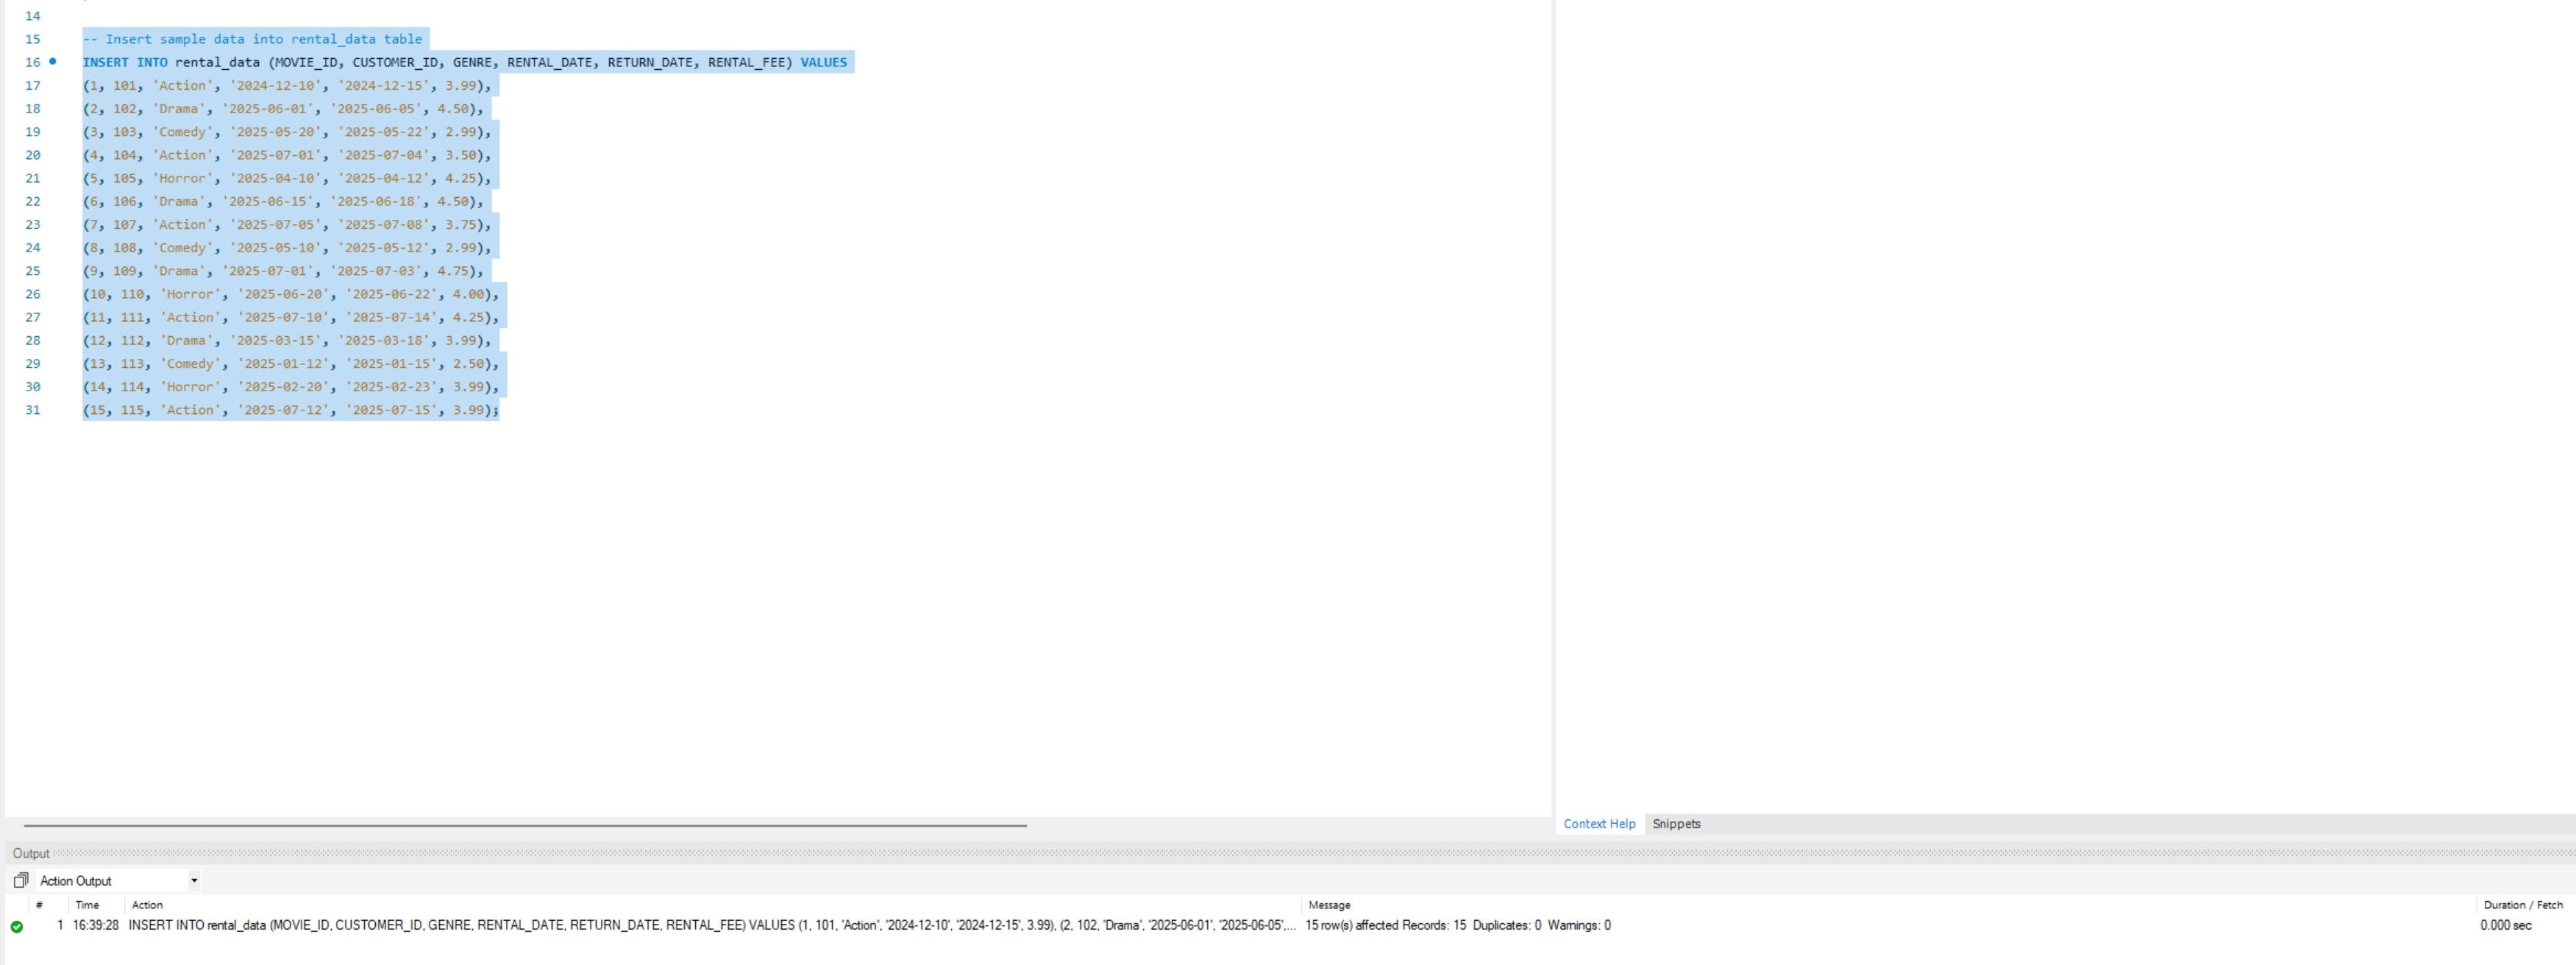 14
15 -- Insert sample data into rental_data table
16 INSERT INTO rental_data (MOVIE_ID, CUSTOMER_ID, GENRE, RENTAL_DATE, RETURN_DATE, RENTAL_FEE) VALUES
17 (1, 101, 'Action', '2024-12-10', '2024-12-15', 3.99),
18 (2, 102, 'Drama', '2025-06-01', '2025-06-05', 4.50),
19 (3, 103, 'Comedy', '2025-05-20', '2025-05-22', 2.99),
20 (4, 104, 'Action', '2025-07-01', '2025-07-04', 3.50),
21 (5, 105, 'Horror', '2025-04-10', '2025-04-12', 4.25),
22 (6, 106, 'Drama', '2025-06-15', '2025-06-18', 4.50),
23 (7, 107, 'Action', '2025-07-05', '2025-07-08', 3.75),
24 (8, 108, 'Comedy', '2025-05-10', '2025-05-12', 2.99),
25 (9, 109, 'Drama', '2025-07-01', '2025-07-03', 4.75),
26 (10, 110, 'Horror', '2025-06-20', '2025-06-22', 4.00),
27 (11, 111, 'Action', '2025-07-10', '2025-07-14', 4.25),
28 (12, 112, 'Drama', '2025-03-15', '2025-03-18', 3.99),
29 (13, 113, 'Comedy', '2025-01-12', '2025-01-15', 2.50),
30 (14, 114, 'Horror', '2025-02-20', '2025-02-23', 3.99),
31 (15, 115, 'Action', '2025-07-12', '2025-07-15', 3.99);
Context Help Snippets
Output
Action Output
# Time Action Message Duration / Fetch
1 16:39:28 INSERT INTO rental_data (MOVIE_ID, CUSTOMER_ID, GENRE, RENTAL_DATE, RETURN_DATE, RENTAL_FEE) VALUES (1, 101, 'Action', '2024-12-10', '2024-12-15', 3.99), (2, 102, 'Drama', '2025-06-01', '2025-06-05',... 15 row(s) affected Records: 15 Duplicates: 0 Warnings: 0 0.000 sec